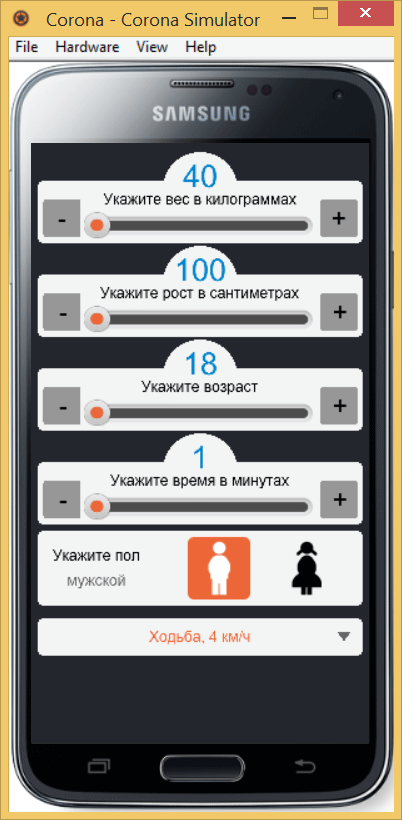 Corona - Corona Simulator
File Hardware View Help
SAMSUNG
40
Укажите вес в килограммах
- +
100
Укажите рост в сантиметрах
- +
18
Укажите возраст
- +
1
Укажите время в минутах
- +
Укажите пол
мужской
Ходьба, 4 км/ч